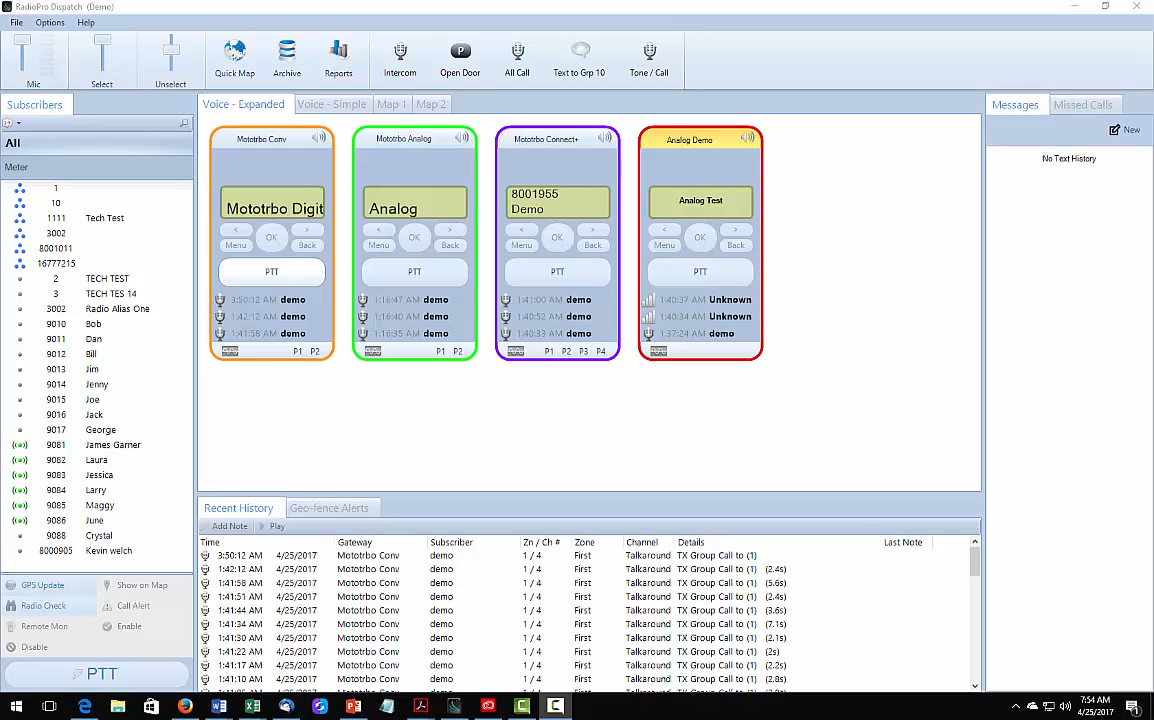 RadioPro Dispatch (Demo)
File Options Help
Mic Select Unselect Quick Map Archive Reports Intercom Open Door All Call Text to Grp 10 Tone / Call
P
Subscribers
All
Meter
1
10
1111 Tech Test
3002
8001011
16777215
2 TECH TEST
3 TECH TES 14
3002 Radio Alias One
9010 Bob
9011 Dan
9012 Bill
9013 Jim
9014 Jenny
9015 Joe
9016 Jack
9017 George
9081 James Garner
9082 Laura
9083 Jessica
9084 Larry
9085 Maggy
9086 June
9088 Crystal
8000905 Kevin welch
GPS Update Show on Map
Radio Check Call Alert
Remote Mon Enable
Disable
PTT
Voice - Expanded Voice - Simple Map 1 Map 2
Mototrbo Conv
Mototrbo Digit
< >
OK
Menu Back
PTT
3:50:12 AM demo
1:42:12 AM demo
1:41:58 AM demo
P1 P2
Mototrbo Analog
Analog
< >
OK
Menu Back
PTT
1:16:47 AM demo
1:16:40 AM demo
1:16:35 AM demo
P1 P2
Mototrbo Connect+
8001955
Demo
< >
OK
Menu Back
PTT
1:41:00 AM demo
1:40:52 AM demo
1:40:33 AM demo
P1 P2 P3 P4
Analog Demo
Analog Test
< >
OK
Menu Back
PTT
1:40:37 AM Unknown
1:40:34 AM Unknown
1:37:24 AM demo
Messages Missed Calls
New
No Text History
Recent History Geo-fence Alerts
Add Note Play
Time Gateway Subscriber Zn / Ch # Zone Channel Details Last Note
3:50:12 AM 4/25/2017 Mototrbo Conv demo 1 / 4 First Talkaround TX Group Call to (1)
1:42:12 AM 4/25/2017 Mototrbo Conv demo 1 / 4 First Talkaround TX Group Call to (1) (2.4s)
1:41:58 AM 4/25/2017 Mototrbo Conv demo 1 / 4 First Talkaround TX Group Call to (1) (5.6s)
1:41:51 AM 4/25/2017 Mototrbo Conv demo 1 / 4 First Talkaround TX Group Call to (1) (2.4s)
1:41:44 AM 4/25/2017 Mototrbo Conv demo 1 / 4 First Talkaround TX Group Call to (1) (3.6s)
1:41:34 AM 4/25/2017 Mototrbo Conv demo 1 / 4 First Talkaround TX Group Call to (1) (7.1s)
1:41:30 AM 4/25/2017 Mototrbo Conv demo 1 / 4 First Talkaround TX Group Call to (1) (2.1s)
1:41:22 AM 4/25/2017 Mototrbo Conv demo 1 / 4 First Talkaround TX Group Call to (1) (2s)
1:41:17 AM 4/25/2017 Mototrbo Conv demo 1 / 4 First Talkaround TX Group Call to (1) (2.2s)
1:41:10 AM 4/25/2017 Mototrbo Conv demo 1 / 4 First Talkaround TX Group Call to (1) (2.8s)
7:54 AM
4/25/2017